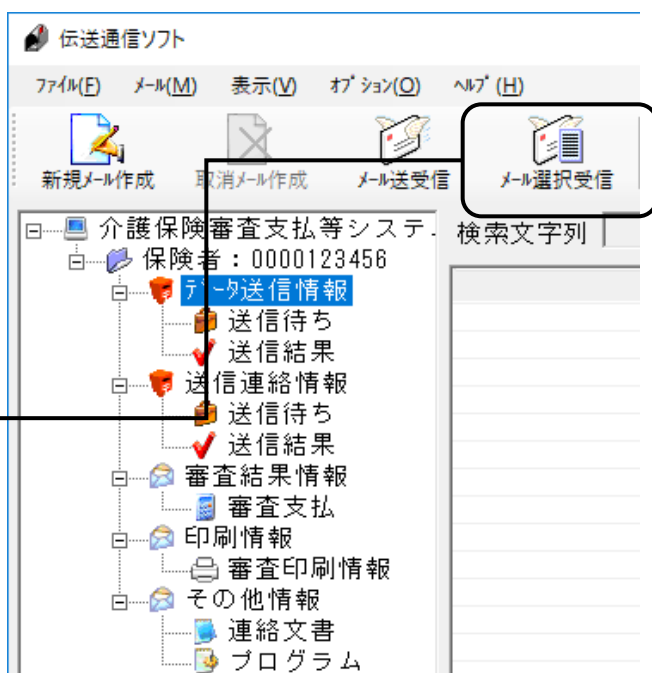 伝送通信ソフト
ファイル(F) メール(M) 表示(V) オプション(O) ヘルプ(H)
新規メール作成 取消メール作成 メール送受信 メール選択受信
介護保険審査支払等システ
検索文字列
保険者：0000123456
データ送信情報
送信待ち
送信結果
送信連絡情報
送信待ち
送信結果
審査結果情報
審査支払
印刷情報
審査印刷情報
その他情報
連絡文書
プログラム